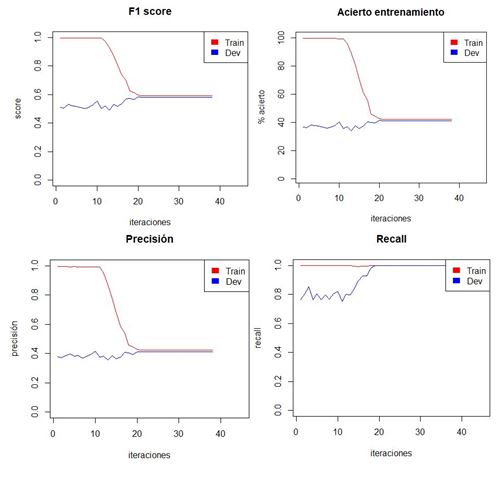 F1 score
score
0.0 0.2 0.4 0.6 0.8 1.0
Train
Dev
0 10 20 30 40
iteraciones
Acierto entrenamiento
% acierto
0 20 40 60 80 100
Train
Dev
0 10 20 30 40
iteraciones
Precisión
precisión
0.0 0.2 0.4 0.6 0.8 1.0
Train
Dev
0 10 20 30 40
iteraciones
Recall
recall
0.0 0.2 0.4 0.6 0.8 1.0
Train
Dev
0 10 20 30 40
iteraciones